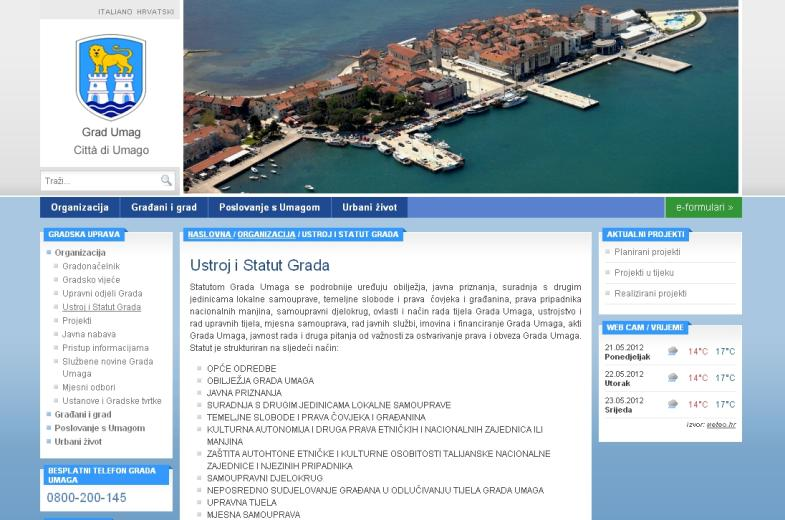 ITALIANO HRVATSKI
Grad Umag
Città di Umago
Traži...
Organizacija
Građani i grad
Poslovanje s Umagom
Urbani život
e-formulari »
GRADSKA UPRAVA
Organizacija
Gradonačelnik
Gradsko vijeće
Upravni odjeli Grada
Ustroj i Statut Grada
Projekti
Javna nabava
Pristup informacijama
Službene novine Grada
Umaga
Mjesni odbori
Ustanove i Gradske tvrtke
Građani i grad
Poslovanje s Umagom
Urbani život
BESPLATNI TELEFON GRADA
UMAGA
0800-200-145
NASLOVNA / ORGANIZACIJA / USTROJ I STATUT GRADA
Ustroj i Statut Grada
Statutom Grada Umaga se podrobnije uređuju obilježja, javna priznanja, suradnja s drugim
jedinicama lokalne samouprave, temeljne slobode i prava čovjeka i građanina, prava pripadnika
nacionalnih manjina, samoupravni djelokrug, ovlasti i način rada tijela Grada Umaga, ustrojstvo i
rad upravnih tijela, mjesna samouprava, rad javnih službi, imovina i financiranje Grada Umaga, akti
Grada Umaga, javnost rada i druga pitanja od važnosti za ostvarivanje prava i obveza Grada Umaga.
Statut je strukturiran na sljedeći način:
OPĆE ODREDBE
OBILJEŽJA GRADA UMAGA
JAVNA PRIZNANJA
SURADNJA S DRUGIM JEDINICAMA LOKALNE SAMOUPRAVE
TEMELJNE SLOBODE I PRAVA ČOVJEKA I GRAĐANINA
KULTURNA AUTONOMIJA I DRUGA PRAVA ETNIČKIH I NACIONALNIH ZAJEDNICA ILI
MANJINA
ZAŠTITA AUTOHTONE ETNIČKE I KULTURNE OSOBITOSTI TALIJANSKE NACIONALNE
ZAJEDNICE I NJEZINIH PRIPADNIKA
SAMOUPRAVNI DJELOKRUG
NEPOSREDNO SUDJELOVANJE GRAĐANA U ODLUČIVANJU TIJELA GRADA UMAGA
UPRAVNA TIJELA
MJESNA SAMOUPRAVA
AKTUALNI PROJEKTI
Planirani projekti
Projekti u tijeku
Realizirani projekti
WEB CAM / VRIJEME
21.05.2012
Ponedjeljak 14°C 17°C
22.05.2012
Utorak 14°C 17°C
23.05.2012
Srijeda 14°C 17°C
izvor: meteo.hr